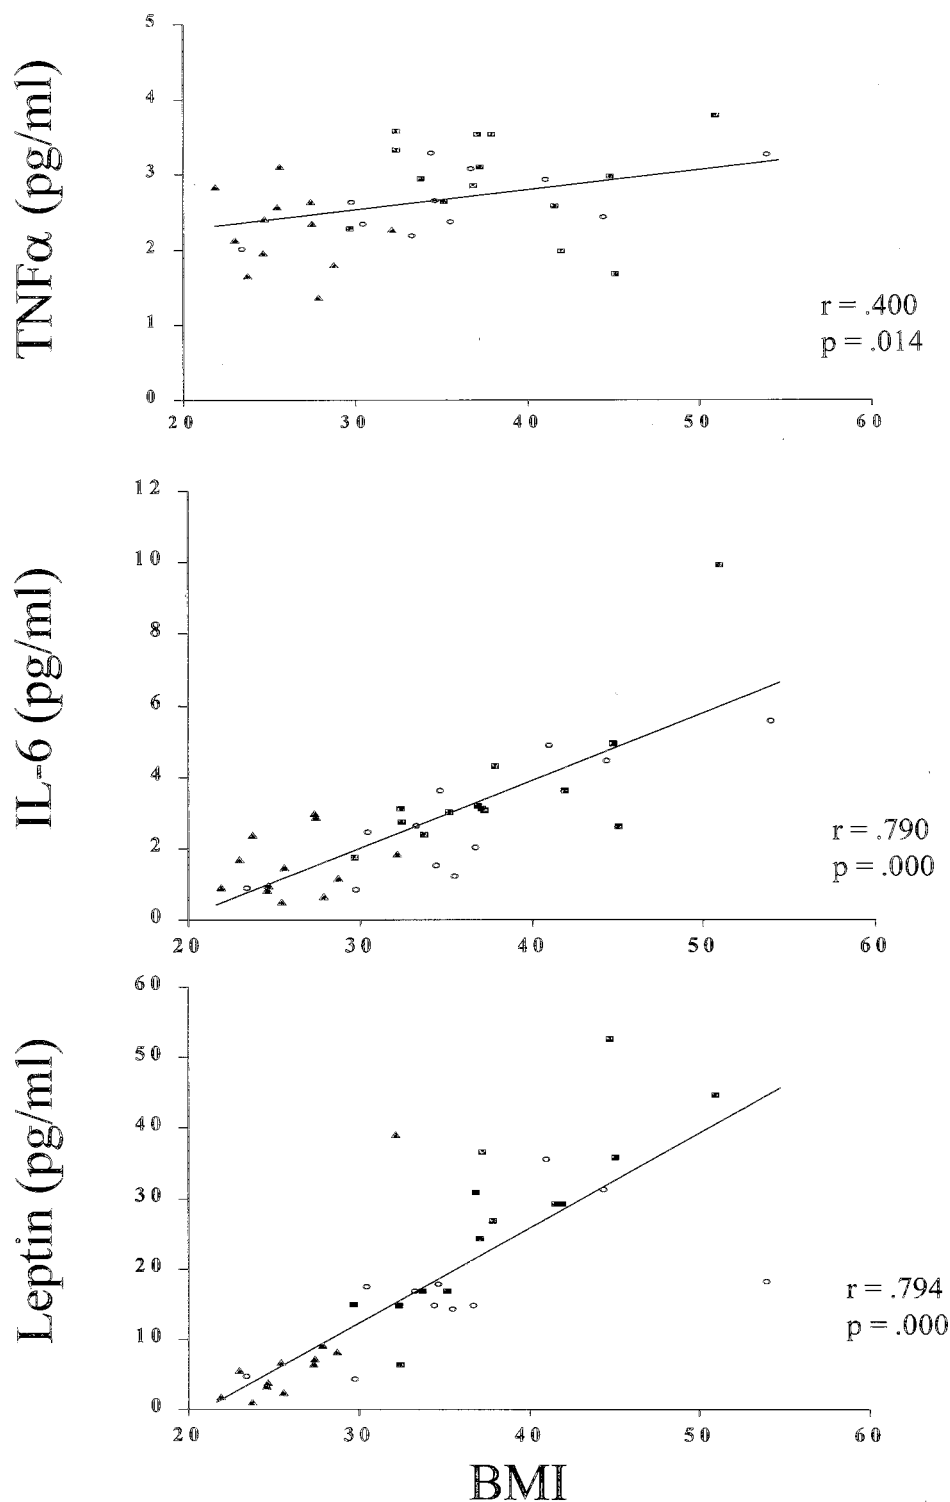 TNFα (pg/ml)
5
4
3
2
1
0
20 30 40 50 60
r = .400
p = .014
IL-6 (pg/ml)
12
10
8
6
4
2
0
20 30 40 50 60
r = .790
p = .000
Leptin (pg/ml)
60
50
40
30
20
10
0
20 30 40 50 60
r = .794
p = .000
BMI